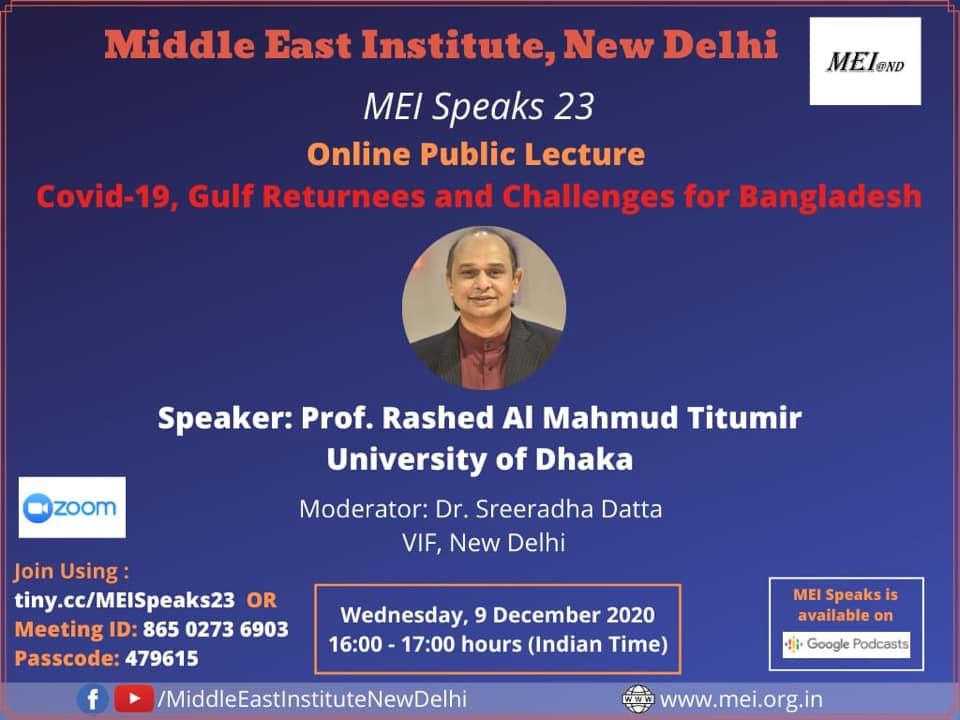 Middle East Institute, New Delhi
MEI@ND
MEI Speaks 23
Online Public Lecture
Covid-19, Gulf Returnees and Challenges for Bangladesh
Speaker: Prof. Rashed Al Mahmud Titumir
University of Dhaka
zoom
Moderator: Dr. Sreeradha Datta
VIF, New Delhi
Join Using :
tiny.cc/MEISpeaks23 OR
Meeting ID: 865 0273 6903
Passcode: 479615
Wednesday, 9 December 2020
16:00 - 17:00 hours (Indian Time)
MEI Speaks is
available on
Google Podcasts
f /MiddleEastInstituteNewDelhi
WWW www.mei.org.in